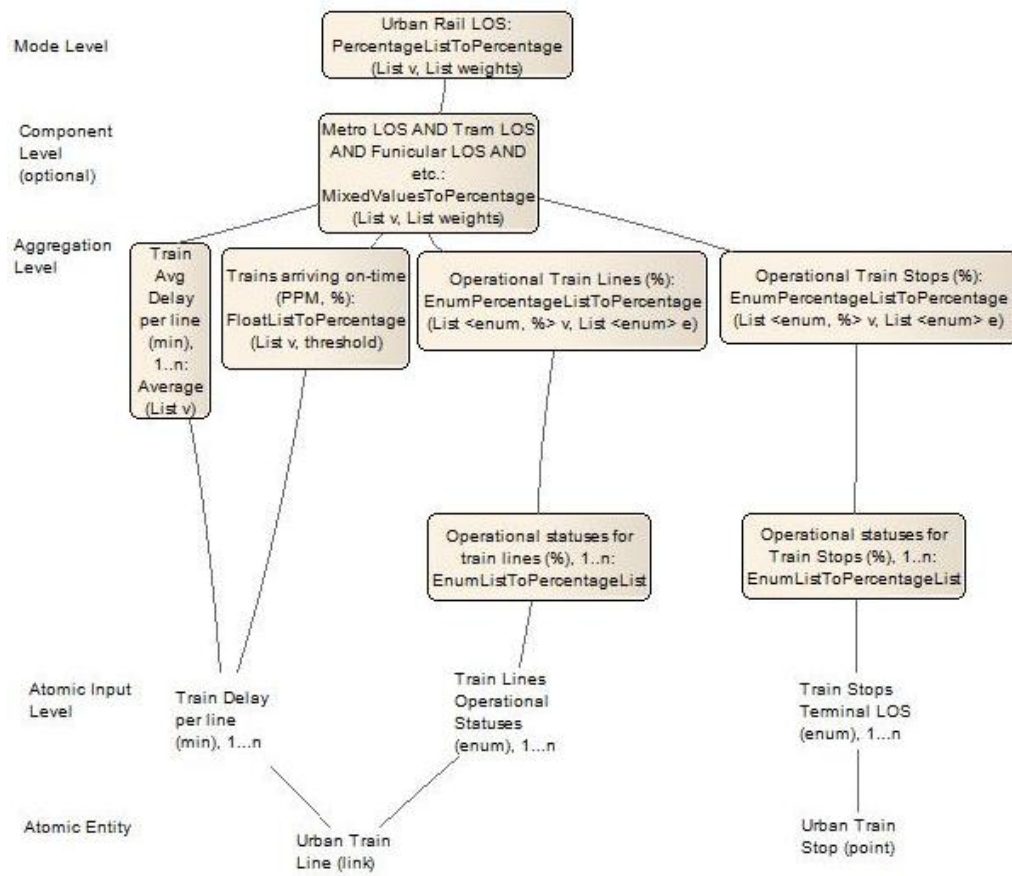 Mode Level
Urban Rail LOS:
PercentageListToPercentage
(List v, List weights)
Component
Level
(optional)
Metro LOS AND Tram LOS
AND Funicular LOS AND
etc.:
MixedValuesToPercentage
(List v, List weights)
Aggregation
Level
Train
Avg
Delay
per line
(min),
1..n:
Average
(List v)
Trains arriving on-time
(PPM, %):
FloatListToPercentage
(List v, threshold)
Operational Train Lines (%):
EnumPercentageListToPercentage
(List <enum, %> v, List <enum> e)
Operational Train Stops (%):
EnumPercentageListToPercentage
(List <enum, %> v, List <enum> e)
Operational statuses for
train lines (%), 1..n:
EnumListToPercentageList
Operational statuses for
Train Stops (%), 1..n:
EnumListToPercentageList
Atomic Input
Level
Train Delay
per line
(min), 1...n
Train Lines
Operational
Statuses
(enum), 1...n
Train Stops
Terminal LOS
(enum), 1...n
Atomic Entity
Urban Train
Line (link)
Urban Train
Stop (point)